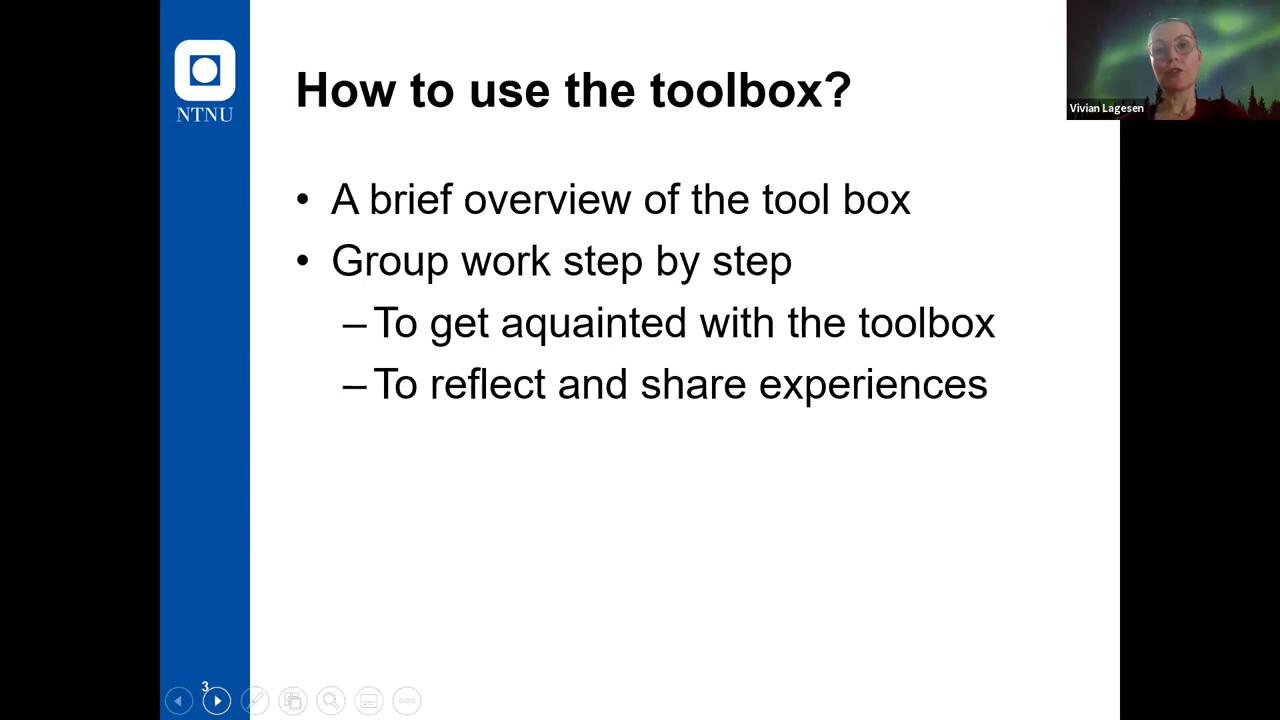 NTNU
How to use the toolbox?
Vivian Lagesen
• A brief overview of the tool box
• Group work step by step
– To get aquainted with the toolbox
– To reflect and share experiences
3